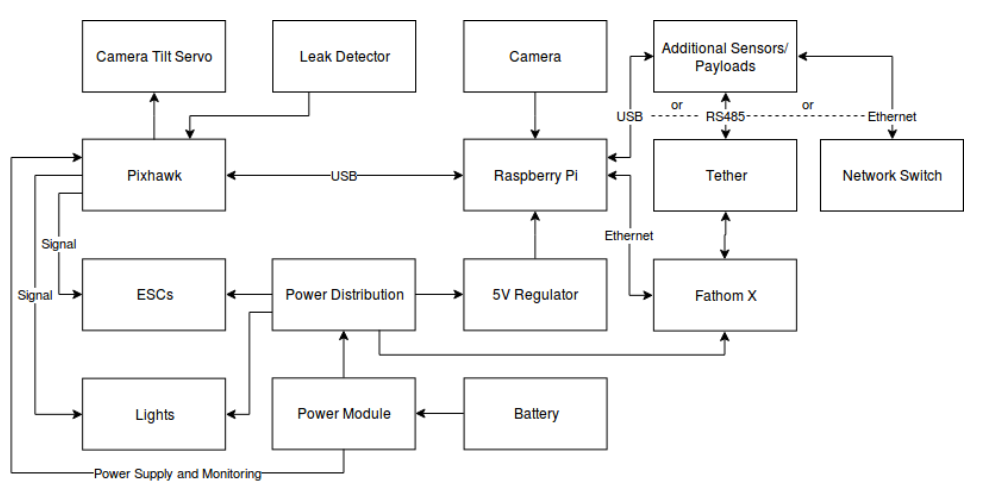 Camera Tilt Servo
Leak Detector
Camera
Additional Sensors/
Payloads
or
or
USB
RS485
Ethernet
Pixhawk
USB
Raspberry Pi
Tether
Network Switch
Signal
Ethernet
Signal
ESCs
Power Distribution
5V Regulator
Fathom X
Lights
Power Module
Battery
Power Supply and Monitoring